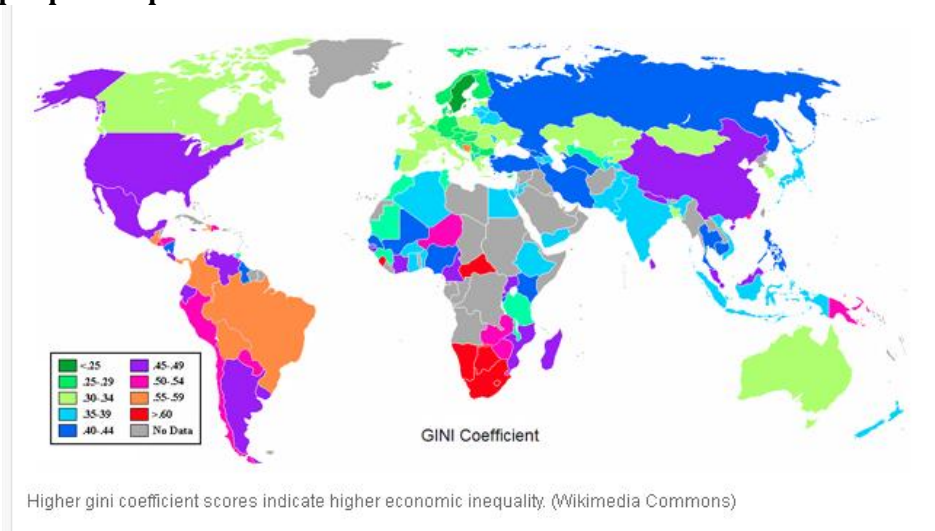 <.25 .45-.49
.25-.29 .50-.54
.30-.34 .55-.59
.35-39 >.60
.40-.44 No Data
GINI Coefficient
Higher gini coefficient scores indicate higher economic inequality. (Wikimedia Commons)